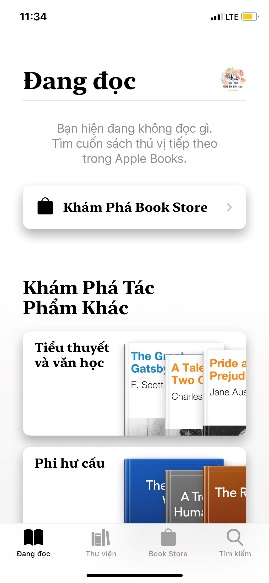 11:34
LTE
Đang đọc
Bạn hiện đang không đọc gì.
Tìm cuốn sách thú vị tiếp theo
trong Apple Books.
Khám Phá Book Store
Khám Phá Tác
Phẩm Khác
Tiểu thuyết
và văn học
The Great
Gatsby
F. Scott
A Tale
Two C
Charles
Pride a
Prejud
Jane Aus
Phi hư cấu
The
A Tr
Huma
The R
Đang đọc
Thư viện
Book Store
Tìm kiếm